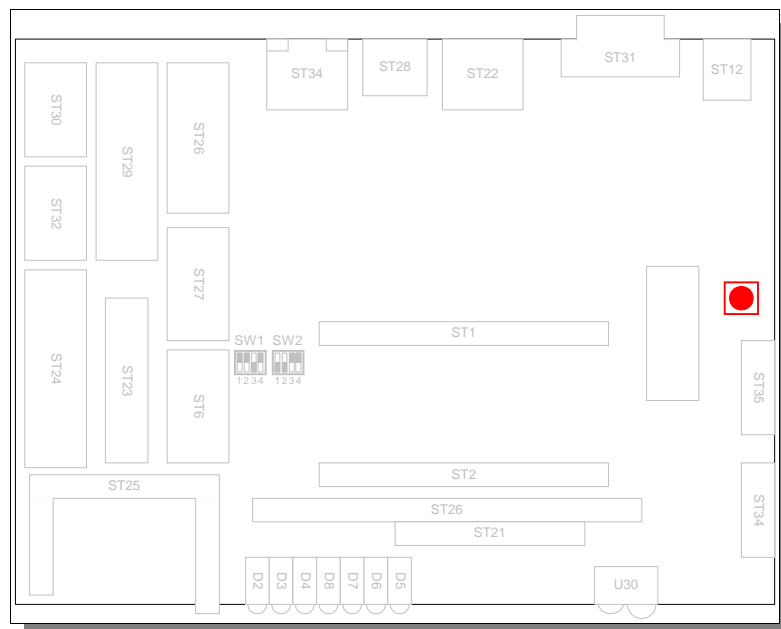 ST34
ST28
ST22
ST31
ST12
ST30
ST29
ST26
ST32
ST27
ST24
ST23
ST6
SW1 SW2
1234 1234
ST1
ST35
ST2
ST25
ST26
ST21
ST34
D2 D3 D4 D8 D7 D6 D5
U30